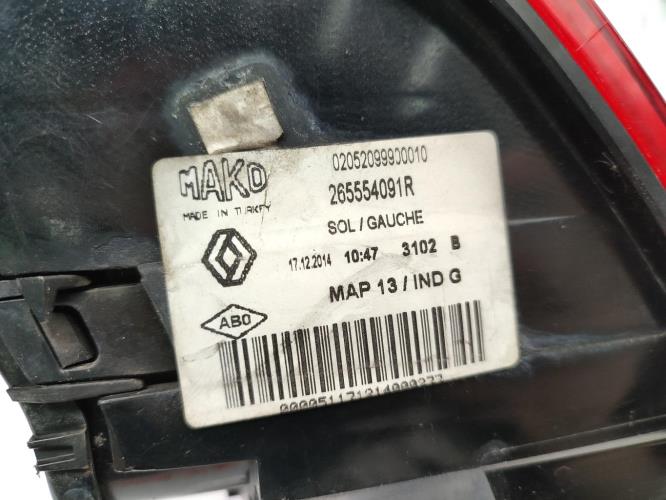 02052099900010
MAKO
265554091R
MADE IN TURKEY
SOL / GAUCHE
17.12.2014 10:47 3102 B
MAP 13 / IND G
ABO